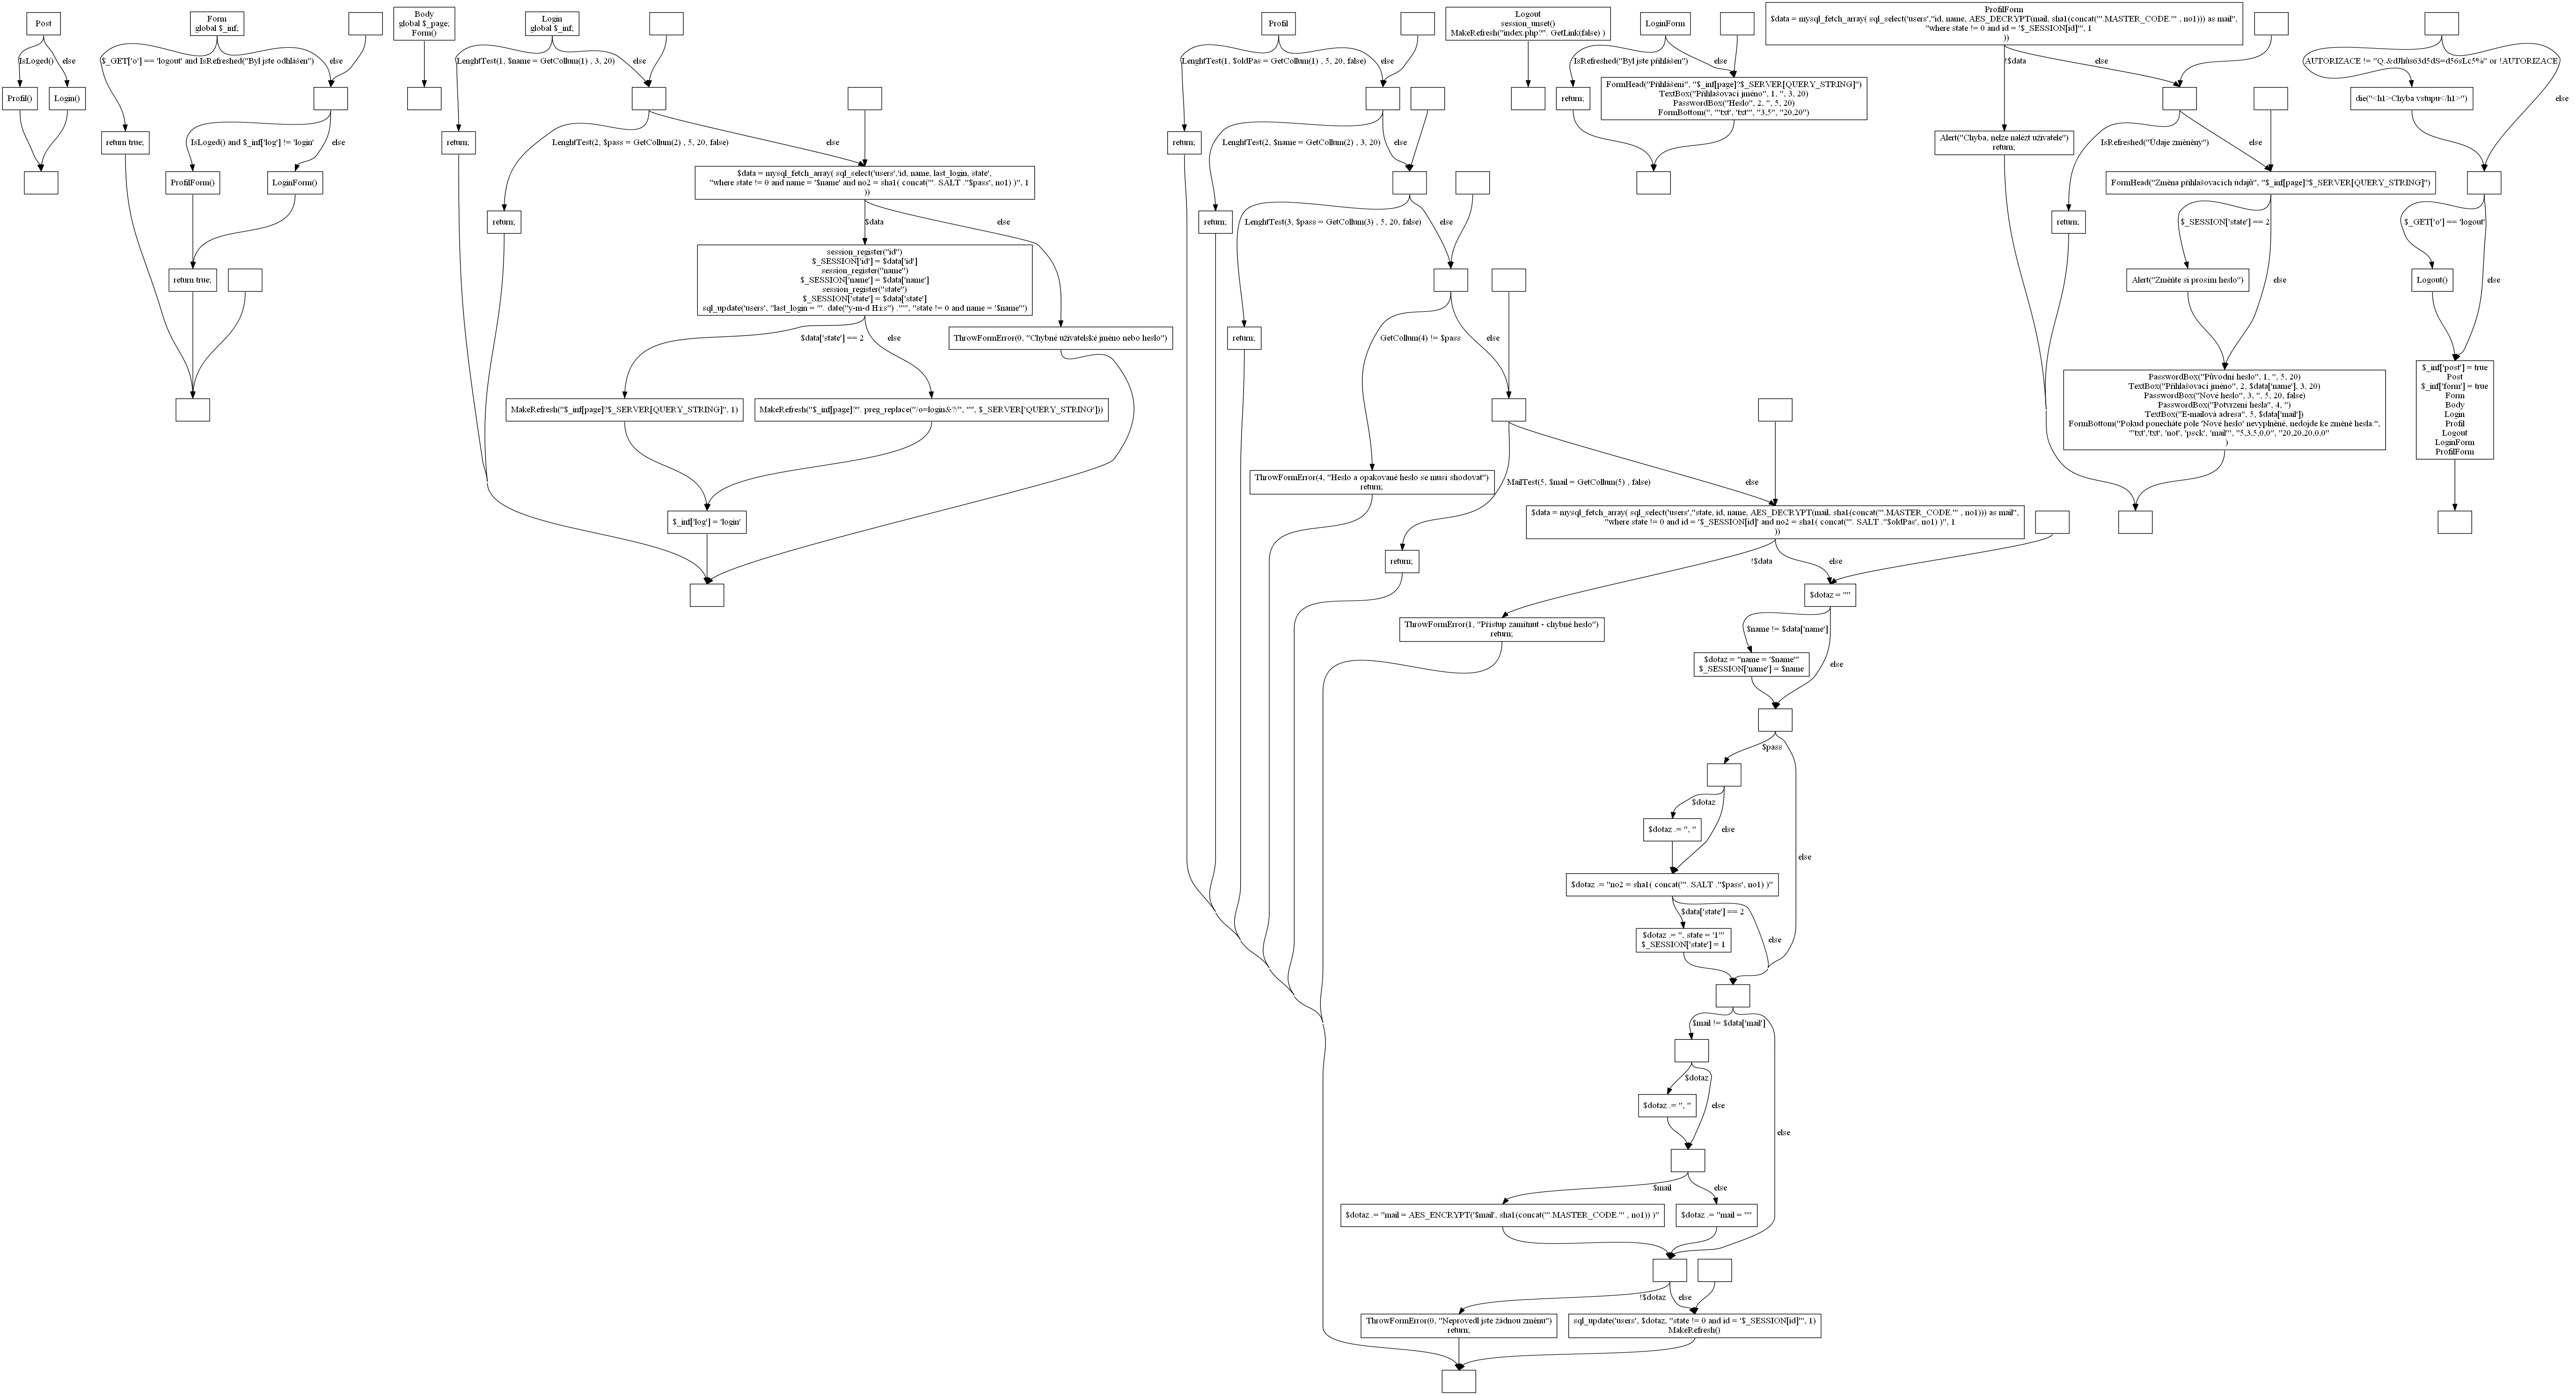 Post
IsLoged()
else
Profil()
Login()
Form
global $_inf;
$_GET['o'] == 'logout' and IsRefreshed("Byl jste odhlášen")
else
return true;
IsLoged() and $_inf['log'] != 'login'
else
ProfilForm()
LoginForm()
return true;
Body
global $_page;
Form()
Login
global $_inf;
LenghtTest(1, $name = GetCollum(1) , 3, 20)
else
return;
LenghtTest(2, $pass = GetCollum(2) , 5, 20, false)
else
return;
$data = mysql_fetch_array( sql_select('users','id, name, last_login, state',
"where state != 0 and name = '$name' and no2 = sha1( concat('". SALT ."$pass', no1) )", 1
))
$data
else
session_register("id")
$_SESSION['id'] = $data['id']
session_register("name")
$_SESSION['name'] = $data['name']
session_register("state")
$_SESSION['state'] = $data['state']
sql_update('users', "last_login = '". date("y-m-d H:i:s") ."'", "state != 0 and name = '$name'")
$data['state'] == 2
else
ThrowFormError(0, "Chybné uživatelské jméno nebo heslo")
MakeRefresh("$_inf[page]?$_SERVER[QUERY_STRING]", 1)
MakeRefresh("$_inf[page]?". preg_replace("/o=login&?/", "", $_SERVER['QUERY_STRING']))
$_inf['log'] = 'login'
Profil
LenghtTest(1, $oldPas = GetCollum(1) , 5, 20, false)
else
return;
LenghtTest(2, $name = GetCollum(2) , 3, 20)
else
return;
LenghtTest(3, $pass = GetCollum(3) , 5, 20, false)
else
return;
GetCollum(4) != $pass
else
ThrowFormError(4, "Heslo a opakované heslo se musí shodovat")
return;
MailTest(5, $mail = GetCollum(5) , false)
else
return;
$data = mysql_fetch_array( sql_select('users',"state, id, name, AES_DECRYPT(mail, sha1(concat('".MASTER_CODE."' , no1))) as mail",
"where state != 0 and id = '$_SESSION[id]' and no2 = sha1( concat('". SALT ."$oldPas', no1) )", 1
))
!$data
else
ThrowFormError(1, "Přístup zamítnut - chybné heslo")
return;
$dotaz = ""
$name != $data['name']
else
$dotaz = "name = '$name'"
$_SESSION['name'] = $name
$pass
else
$dotaz
else
$dotaz .= ", "
$dotaz .= "no2 = sha1( concat('". SALT ."$pass', no1) )"
$data['state'] == 2
else
$dotaz .= ", state = '1'"
$_SESSION['state'] = 1
$mail != $data['mail']
else
$dotaz
else
$dotaz .= ", "
$mail
else
$dotaz .= "mail = AES_ENCRYPT('$mail', sha1(concat('".MASTER_CODE."' , no1)) )"
$dotaz .= "mail = ''"
!$dotaz
else
ThrowFormError(0, "Neprovedl jste žádnou změnu")
return;
sql_update('users', $dotaz, "state != 0 and id = '$_SESSION[id]'", 1)
MakeRefresh()
Logout
session_unset()
MakeRefresh("index.php?". GetLink(false) )
LoginForm
IsRefreshed("Byl jste přihlášen")
else
return;
FormHead("Přihlášení", "$_inf[page]?$_SERVER[QUERY_STRING]")
TextBox("Přihlašovací jméno", 1, '', 3, 20)
PasswordBox("Heslo", 2, '', 5, 20)
FormBottom('', "'txt', 'txt'", "3,5", "20,20")
ProfilForm
$data = mysql_fetch_array( sql_select('users',"id, name, AES_DECRYPT(mail, sha1(concat('".MASTER_CODE."' , no1))) as mail",
"where state != 0 and id = '$_SESSION[id]'", 1
))
!$data
else
Alert("Chyba, nelze nalézt uživatele")
return;
IsRefreshed("Údaje změněny")
else
return;
FormHead("Změna přihlašovacích údajů", "$_inf[page]?$_SERVER[QUERY_STRING]")
$_SESSION['state'] == 2
else
Alert("Změňte si prosím heslo")
PasswordBox("Původní heslo", 1, '', 5, 20)
TextBox("Přihlašovací jméno", 2, $data['name'], 3, 20)
PasswordBox("Nové heslo", 3, '', 5, 20, false)
PasswordBox("Potvrzení hesla", 4, '')
TextBox("E-mailová adresa", 5, $data['mail'])
FormBottom("Pokud ponecháte pole 'Nové heslo' nevyplněné, nedojde ke změně hesla.",
"'txt','txt', 'not', 'psck', 'mail'", "5,3,5,0,0", "20,20,20,0,0"
)
else
die("<h1>Chyba vstupu</h1>")
$_GET['o'] == 'logout'
else
Logout()
$_inf['post'] = true
Post
$_inf['form'] = true
Form
Body
Login
Profil
Logout
LoginForm
ProfilForm